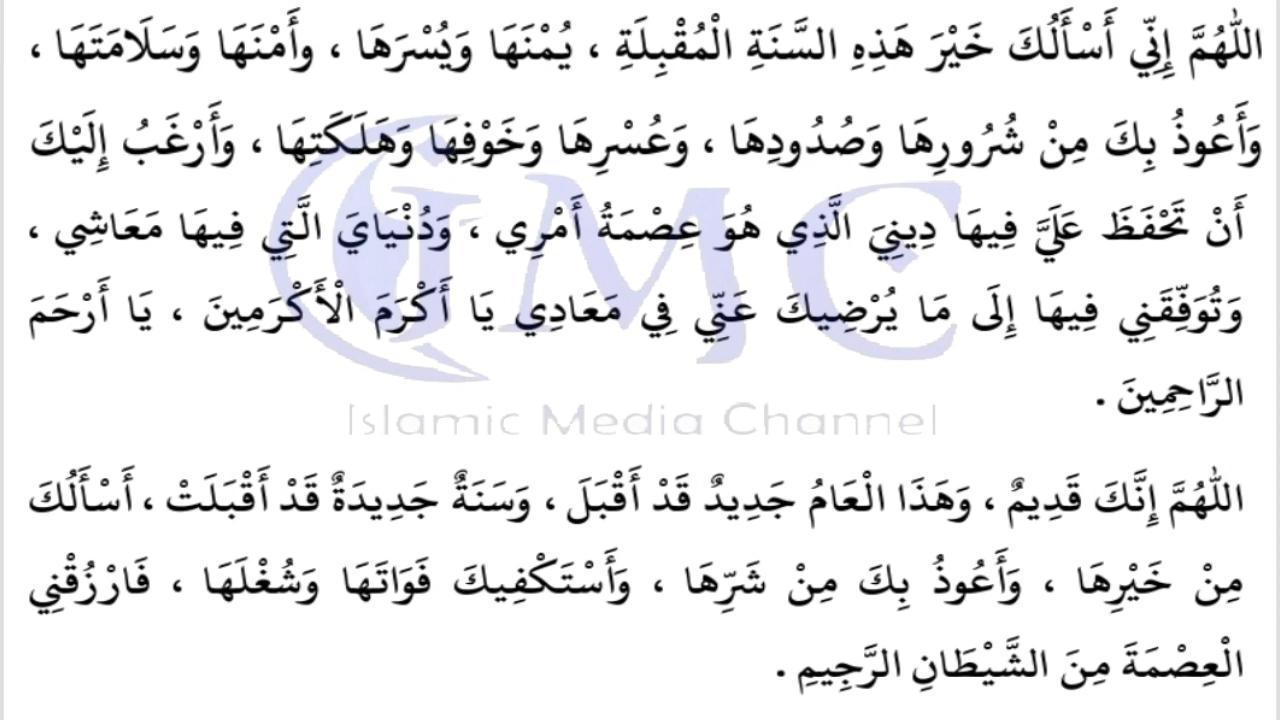 اللّٰهُمَّ إِنِّي أَسْأَلُكَ خَيْرَ هَذِهِ السَّنَةِ الْمُقْبِلَةِ ، يُمْنَهَا وَيُسْرَهَا ، وأَمْنَهَا وَسَلَامَتَهَا ،
وَأَعُوذُ بِكَ مِنْ شُرُورِهَا وَصُدُودِهَا ، وَعُسْرِهَا وَخَوْفِهَا وَهَلَكَتِهَا ، وَأَرْغَبُ إِلَيْكَ
أَنْ تَحْفَظَ عَلَيَّ فِيهَا دِينِيَ الَّذِي هُوَ عِصْمَةُ أَمْرِي ، وَدُنْيَايَ الَّتِي فِيهَا مَعَاشِي ،
وَتُوَفِّقَنِي فِيهَا إِلَى مَا يُرْضِيكَ عَنِّي فِي مَعَادِي يَا أَكْرَمَ الْأَكْرَمِينَ ، يَا أَرْحَمَ
الرَّاحِمِينَ .
IMC
Islamic Media Channel
اللّٰهُمَّ إِنَّكَ قَدِيمٌ ، وَهَذَا الْعَامُ جَدِيدٌ قَدْ أَقْبَلَ ، وَسَنَةٌ جَدِيدَةٌ قَدْ أَقْبَلَتْ ، أَسْأَلُكَ
مِنْ خَيْرِهَا ، وَأَعُوذُ بِكَ مِنْ شَرِّهَا ، وَأَسْتَكْفِيكَ فَوَاتَهَا وَشُغْلَهَا ، فَارْزُقْنِي
الْعِصْمَةَ مِنَ الشَّيْطَانِ الرَّجِيمِ .